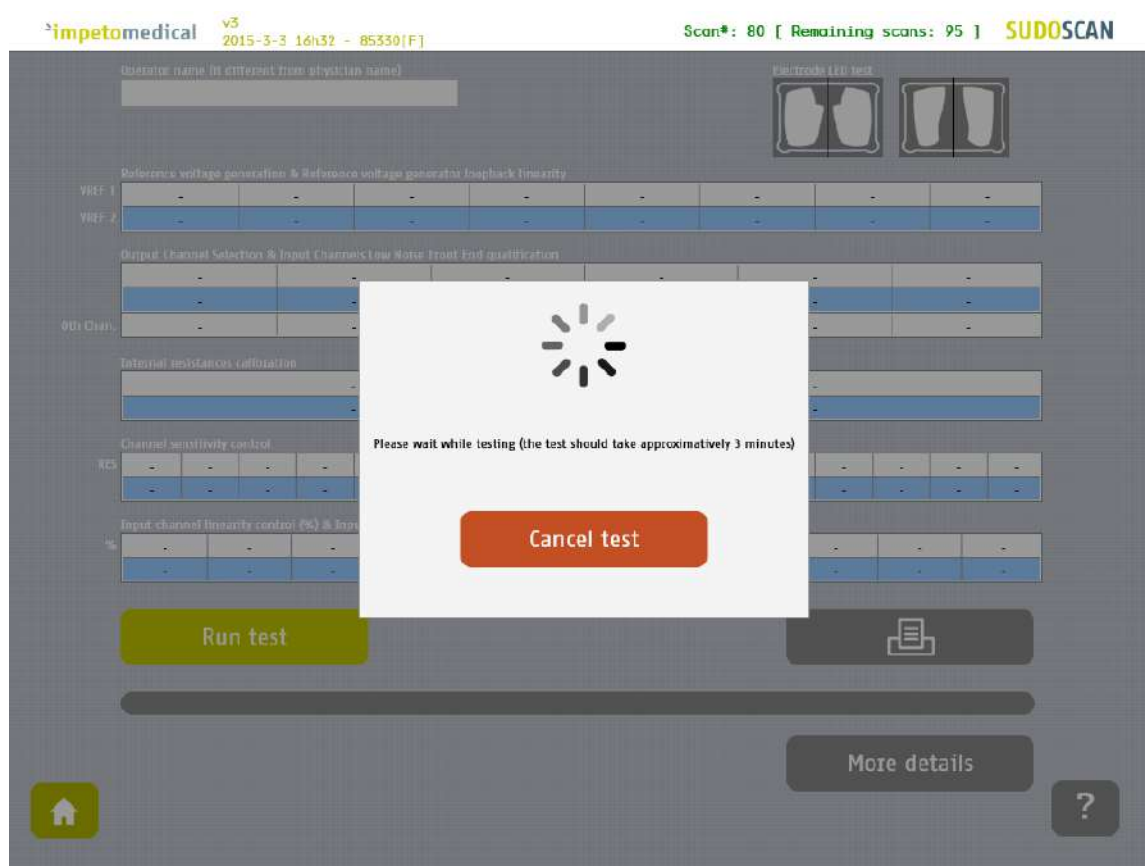 impetomedical
v3
2015-3-3 16h32 - 85330[F]
Scan#: 80 [ Remaining scans: 95 ]
SUDOSCAN
Operator name (if different from physician name)
Electrode LED test
Reference voltage generation & Reference voltage generator loopback linearity
VREF 1 - - - - - - - -
VREF 2 - - - - - - - -
Output Channel Selection & Input Channels Low Noise Front End qualification
- - - - - -
- - - -
0th Chan. - - - -
Internal resistances calibration
- -
- -
Channel sensitivity control
RES - - - - - - - -
- - - - - - - -
Input channel linearity control (%) & Inpu
% - - - - - -
- - - - - -
Please wait while testing (the test should take approximatively 3 minutes)
Cancel test
Run test
More details
?